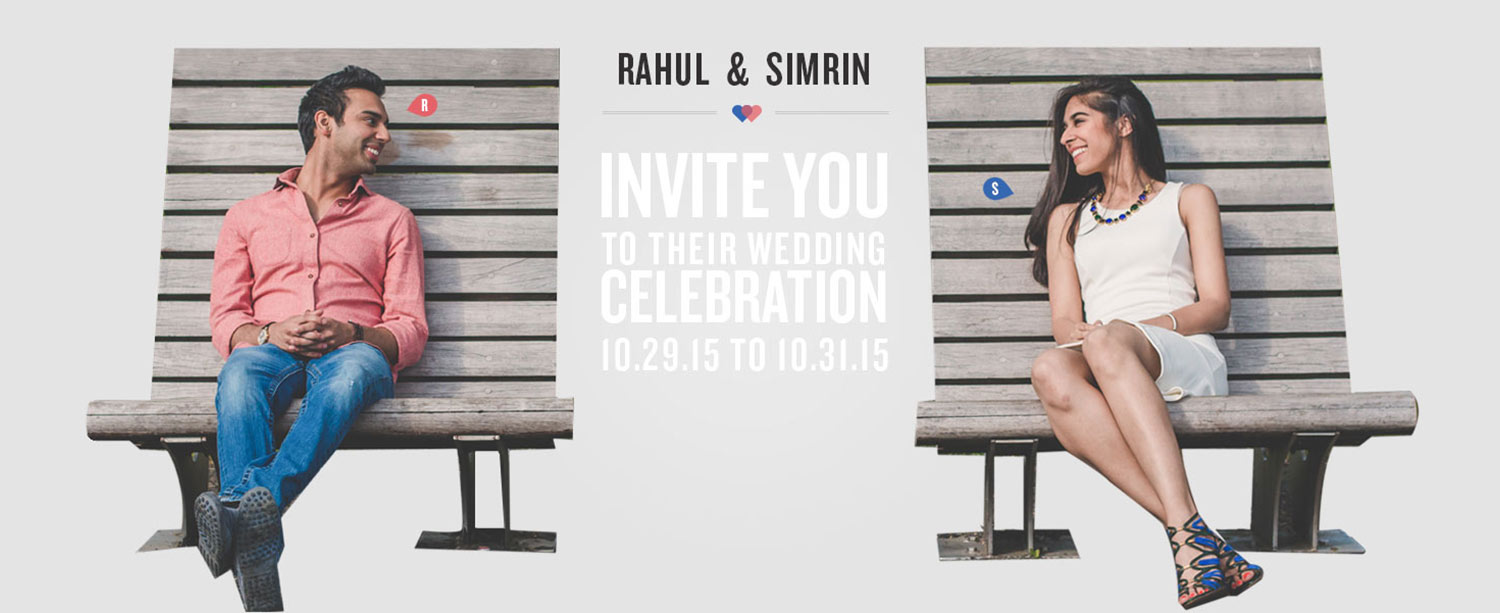 RAHUL & SIMRIN
R
INVITE YOU
S
TO THEIR WEDDING
CELEBRATION
10.29.15 TO 10.31.15